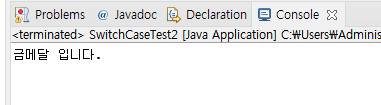 Problems @ Javadoc Declaration Console
<terminated> SwitchCaseTest2 [Java Application] C:₩Users₩Adminis
금메달 입니다.